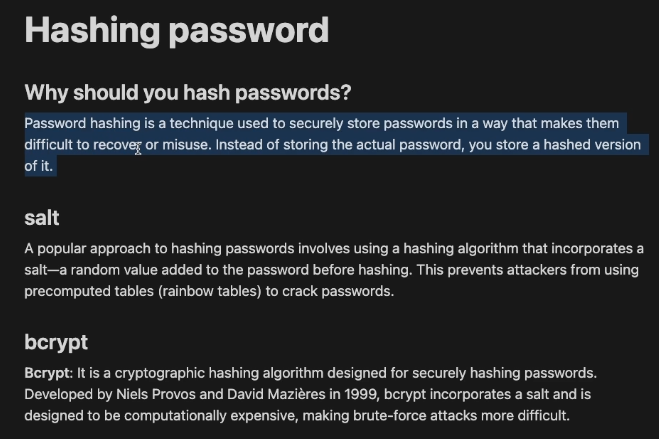 Hashing password
Why should you hash passwords?
Password hashing is a technique used to securely store passwords in a way that makes them
difficult to recover or misuse. Instead of storing the actual password, you store a hashed version
of it.
salt
A popular approach to hashing passwords involves using a hashing algorithm that incorporates a
salt—a random value added to the password before hashing. This prevents attackers from using
precomputed tables (rainbow tables) to crack passwords.
bcrypt
Bcrypt: It is a cryptographic hashing algorithm designed for securely hashing passwords.
Developed by Niels Provos and David Mazières in 1999, bcrypt incorporates a salt and is
designed to be computationally expensive, making brute-force attacks more difficult.